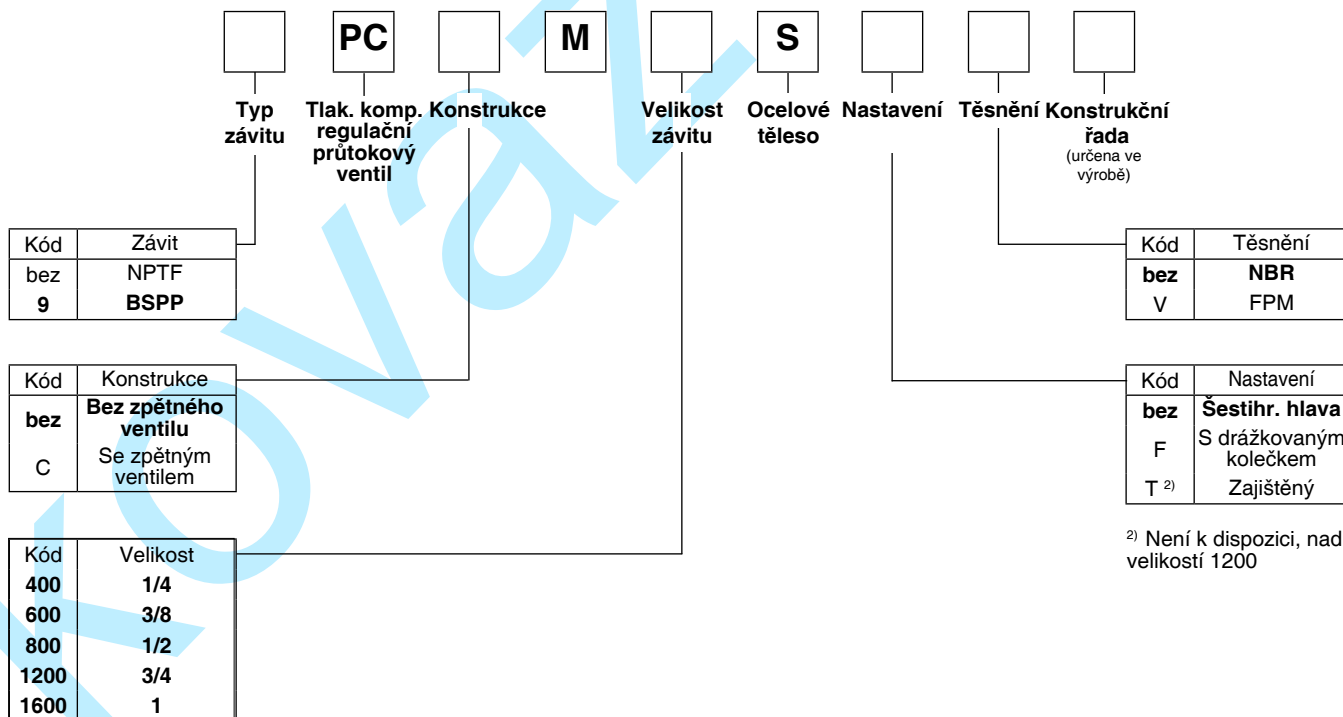 PC M S
Typ
závitu
Tlak. komp.
regulační
průtokový
ventil
Konstrukce
Velikost
závitu
Ocelové
těleso
Nastavení
Těsnění
Konstrukční
řada
(určena ve
výrobě)
Kód Závit
bez NPTF
9 BSPP
Kód Těsnění
bez NBR
V FPM
Kód Konstrukce
bez Bez zpětného
ventilu
C Se zpětným
ventilem
Kód Nastavení
bez Šestihr. hlava
F S drážkovaným
kolečkem
T 2) Zajištěný
2) Není k dispozici, nad
velikostí 1200
Kód Velikost
400 1/4
600 3/8
800 1/2
1200 3/4
1600 1
kovaz